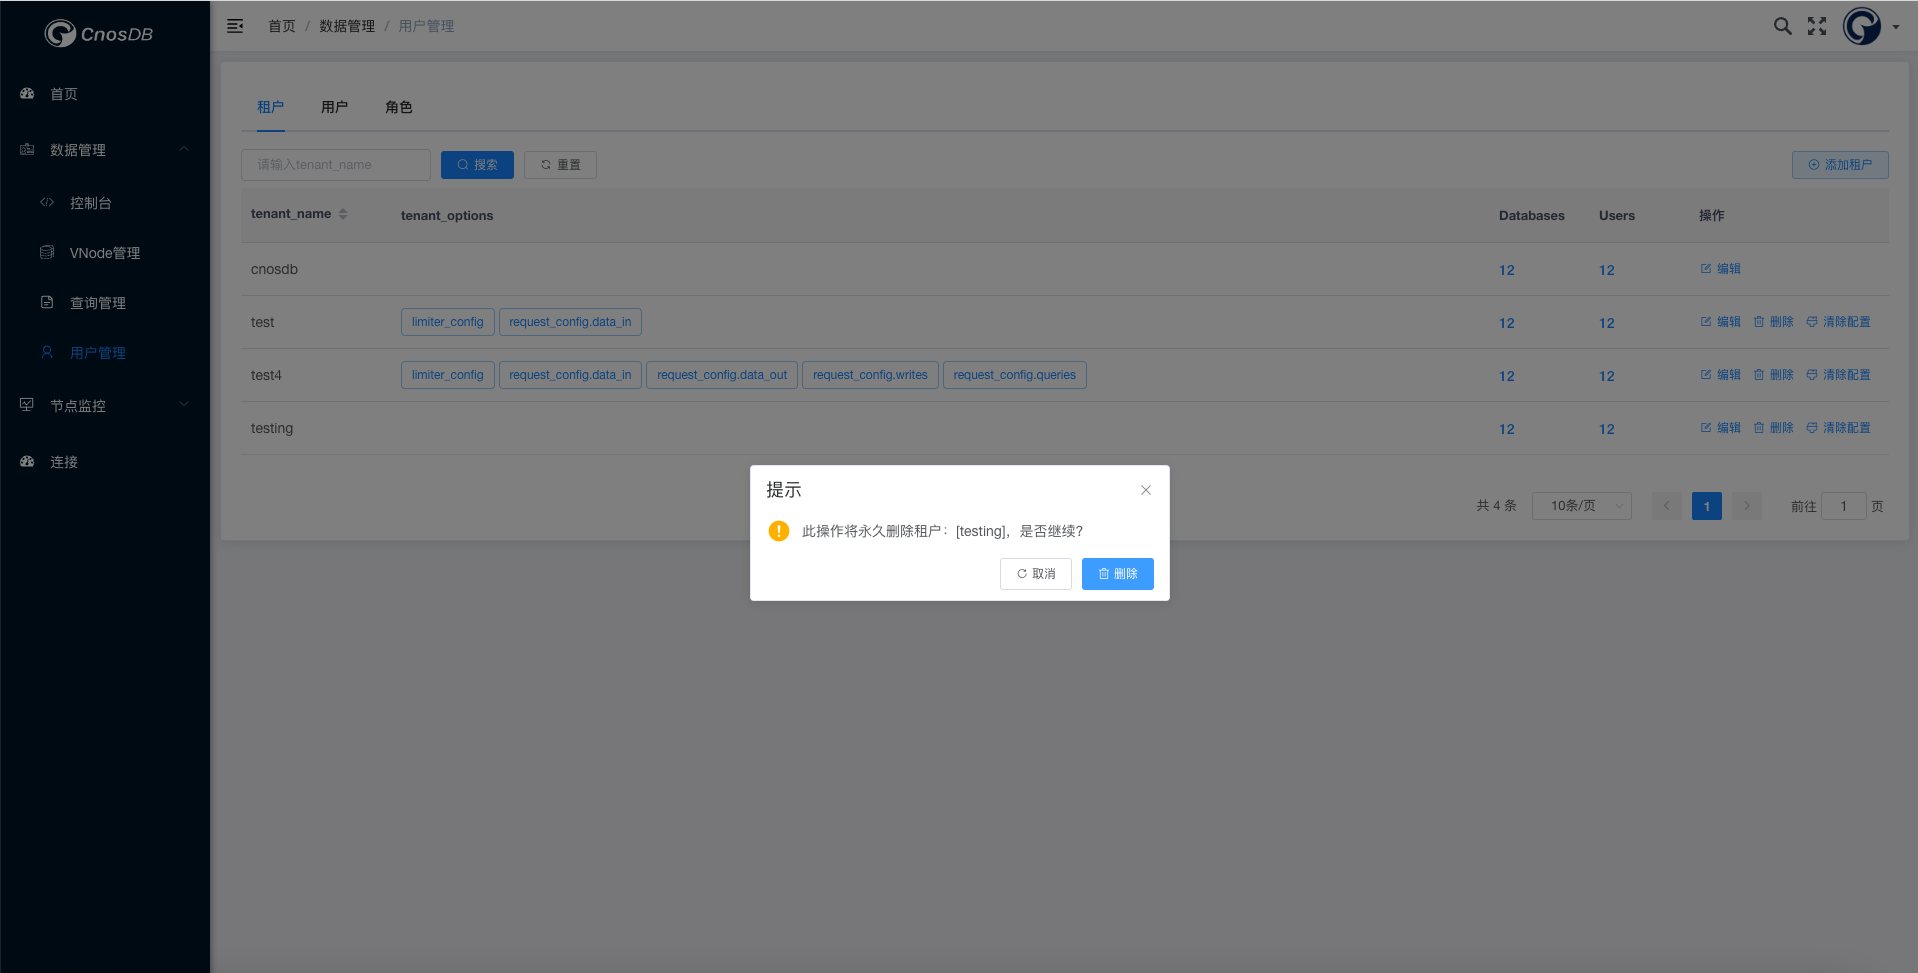 CnosDB
首页
数据管理
控制台
VNode管理
查询管理
用户管理
节点监控
连接
首页 / 数据管理 / 用户管理
租户 用户 角色
请输入tenant_name 搜索 重置 添加租户
tenant_name tenant_options Databases Users 操作
cnosdb 12 12 编辑
test limiter_config request_config.data_in 12 12 编辑 删除 清除配置
test4 limiter_config request_config.data_in request_config.data_out request_config.writes request_config.queries 12 12 编辑 删除 清除配置
testing 12 12 编辑 删除 清除配置
共 4 条 10条/页 1 前往 1 页
提示
此操作将永久删除租户：[testing]，是否继续?
取消 删除